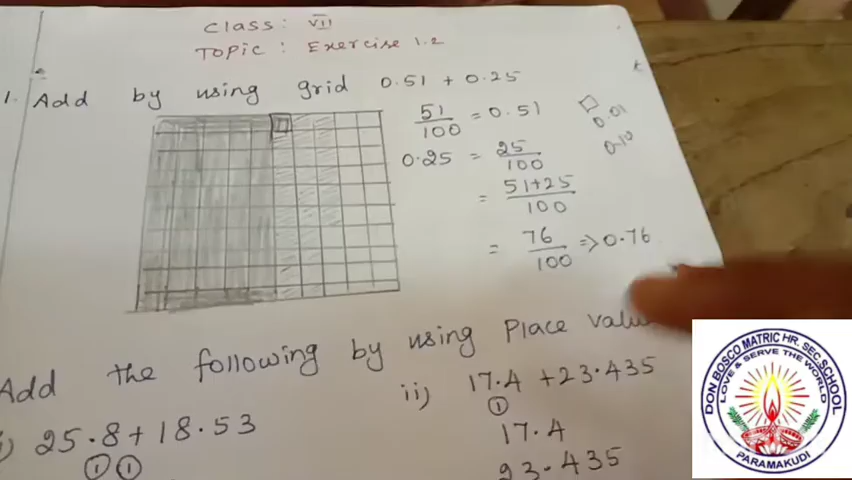 Class: VII
Topic: Exercise 1.2
1. Add by using grid 0.51 + 0.25
51/100 = 0.51
0.01
0.10
0.25 = 25/100
= 51+25/100
= 76/100 => 0.76
Add the following by using Place
i) 25.8 + 18.53
1 1
ii) 17.4 + 23.435
1
17.4
23.435
DON BOSCO MATRIC HR. SEC SCHOOL
LOVE & SERVE THE WORLD
PARAMAKUDI